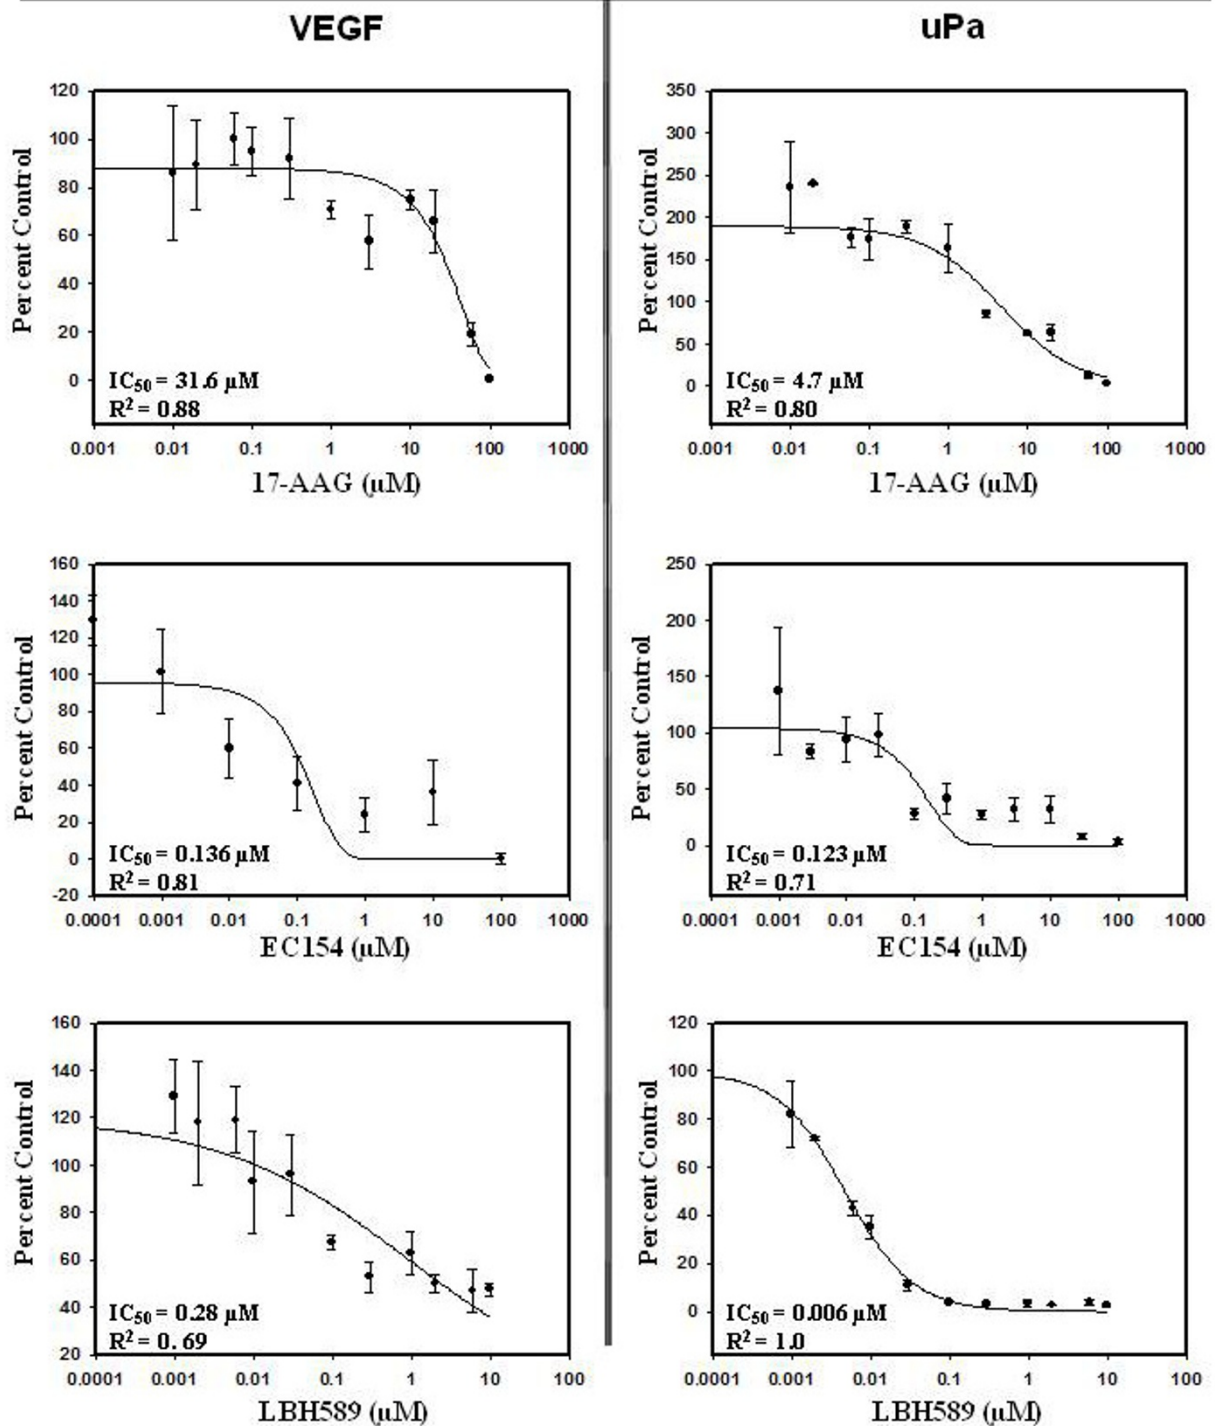 VEGF
uPa
120
100
80
60
40
20
0
Percent Control
IC50 = 31.6 µM
R2 = 0.88
0.001 0.01 0.1 1 10 100 1000
17-AAG (µM)
350
300
250
200
150
100
50
0
Percent Control
IC50 = 4.7 µM
R2 = 0.80
0.001 0.01 0.1 1 10 100 1000
17-AAG (µM)
160
140
120
100
80
60
40
20
0
-20
Percent Control
IC50 = 0.136 µM
R2 = 0.81
0.0001 0.001 0.01 0.1 1 10 100 1000
EC154 (µM)
250
200
150
100
50
0
Percent Control
IC50 = 0.123 µM
R2 = 0.71
0.0001 0.001 0.01 0.1 1 10 100 1000
EC154 (µM)
160
140
120
100
80
60
40
20
Percent Control
IC50 = 0.28 µM
R2 = 0.69
0.0001 0.001 0.01 0.1 1 10 100
LBH589 (µM)
120
100
80
60
40
20
0
Percent Control
IC50 = 0.006 µM
R2 = 1.0
0.0001 0.001 0.01 0.1 1 10 100
LBH589 (µM)